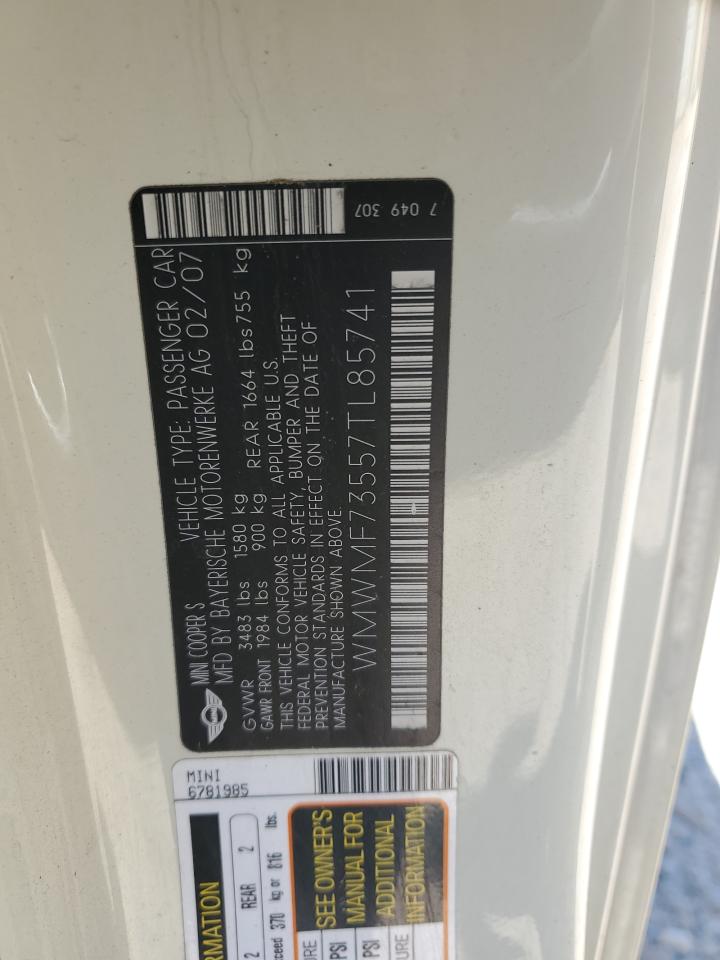 MINI COOPER S VEHICLE TYPE: PASSENGER CAR
MFD BY BAYERISCHE MOTORENWERKE AG 02/07
GVWR 3483 lbs 1580 kg
GAWR FRONT 1984 lbs 900 kg REAR 1664 lbs 755 kg
THIS VEHICLE CONFORMS TO ALL APPLICABLE U.S.
FEDERAL MOTOR VEHICLE SAFETY, BUMPER AND THEFT
PREVENTION STANDARDS IN EFFECT ON THE DATE OF
MANUFACTURE SHOWN ABOVE.
WMWMF73557TL85741
7 049 307
MINI
6781985
RMATION
2 REAR 2
xceed 370 kg or 816 lbs.
SEE OWNER'S
MANUAL FOR
ADDITIONAL
INFORMATION
URE
PSI
PSI
URE